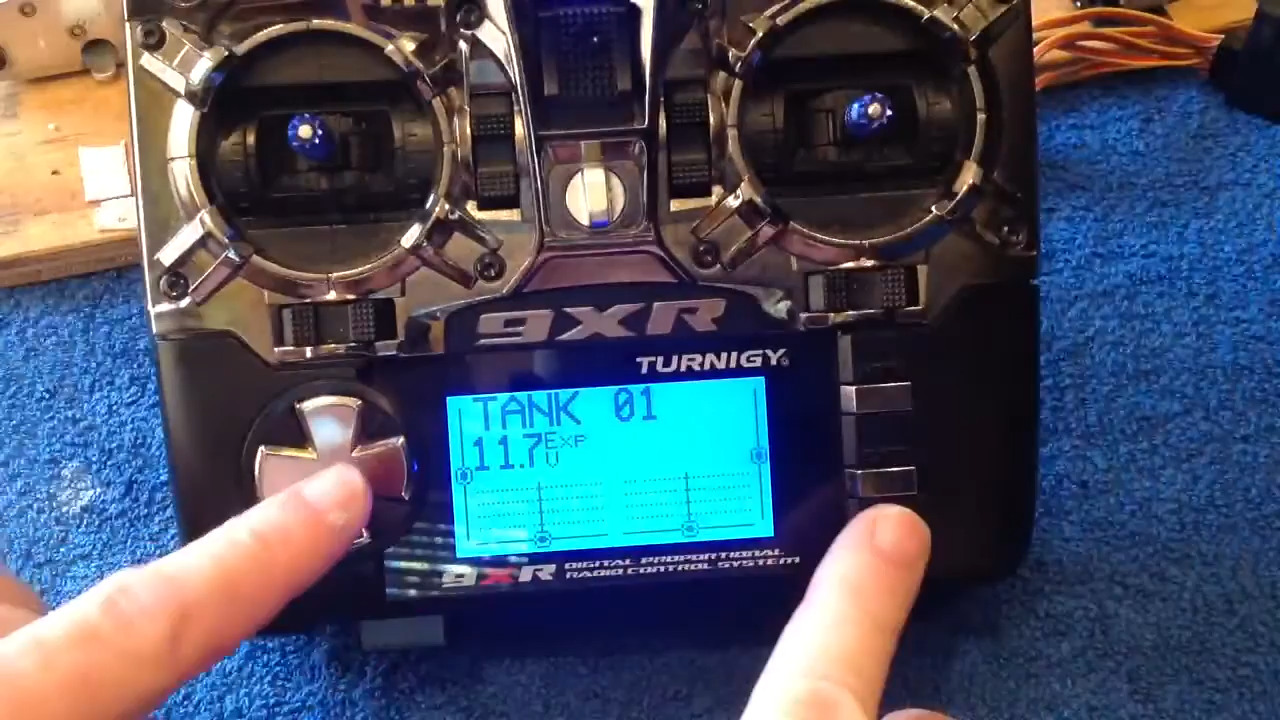 9XR
TURNIGY
TANK 01
11.7 Exp
V
9XR DIGITAL PROPORTIONAL
RADIO CONTROL SYSTEM